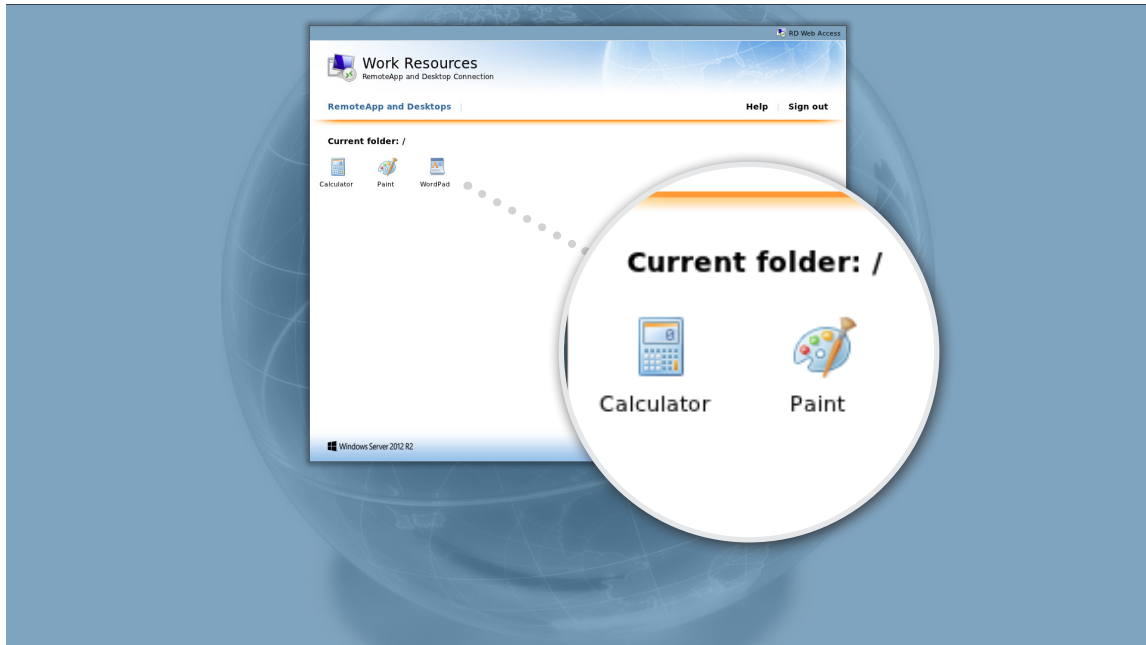 RD Web Access
Work Resources
RemoteApp and Desktop Connection
RemoteApp and Desktops
Help Sign out
Current folder: /
Calculator Paint WordPad
Current folder: /
Calculator Paint
Windows Server 2012 R2